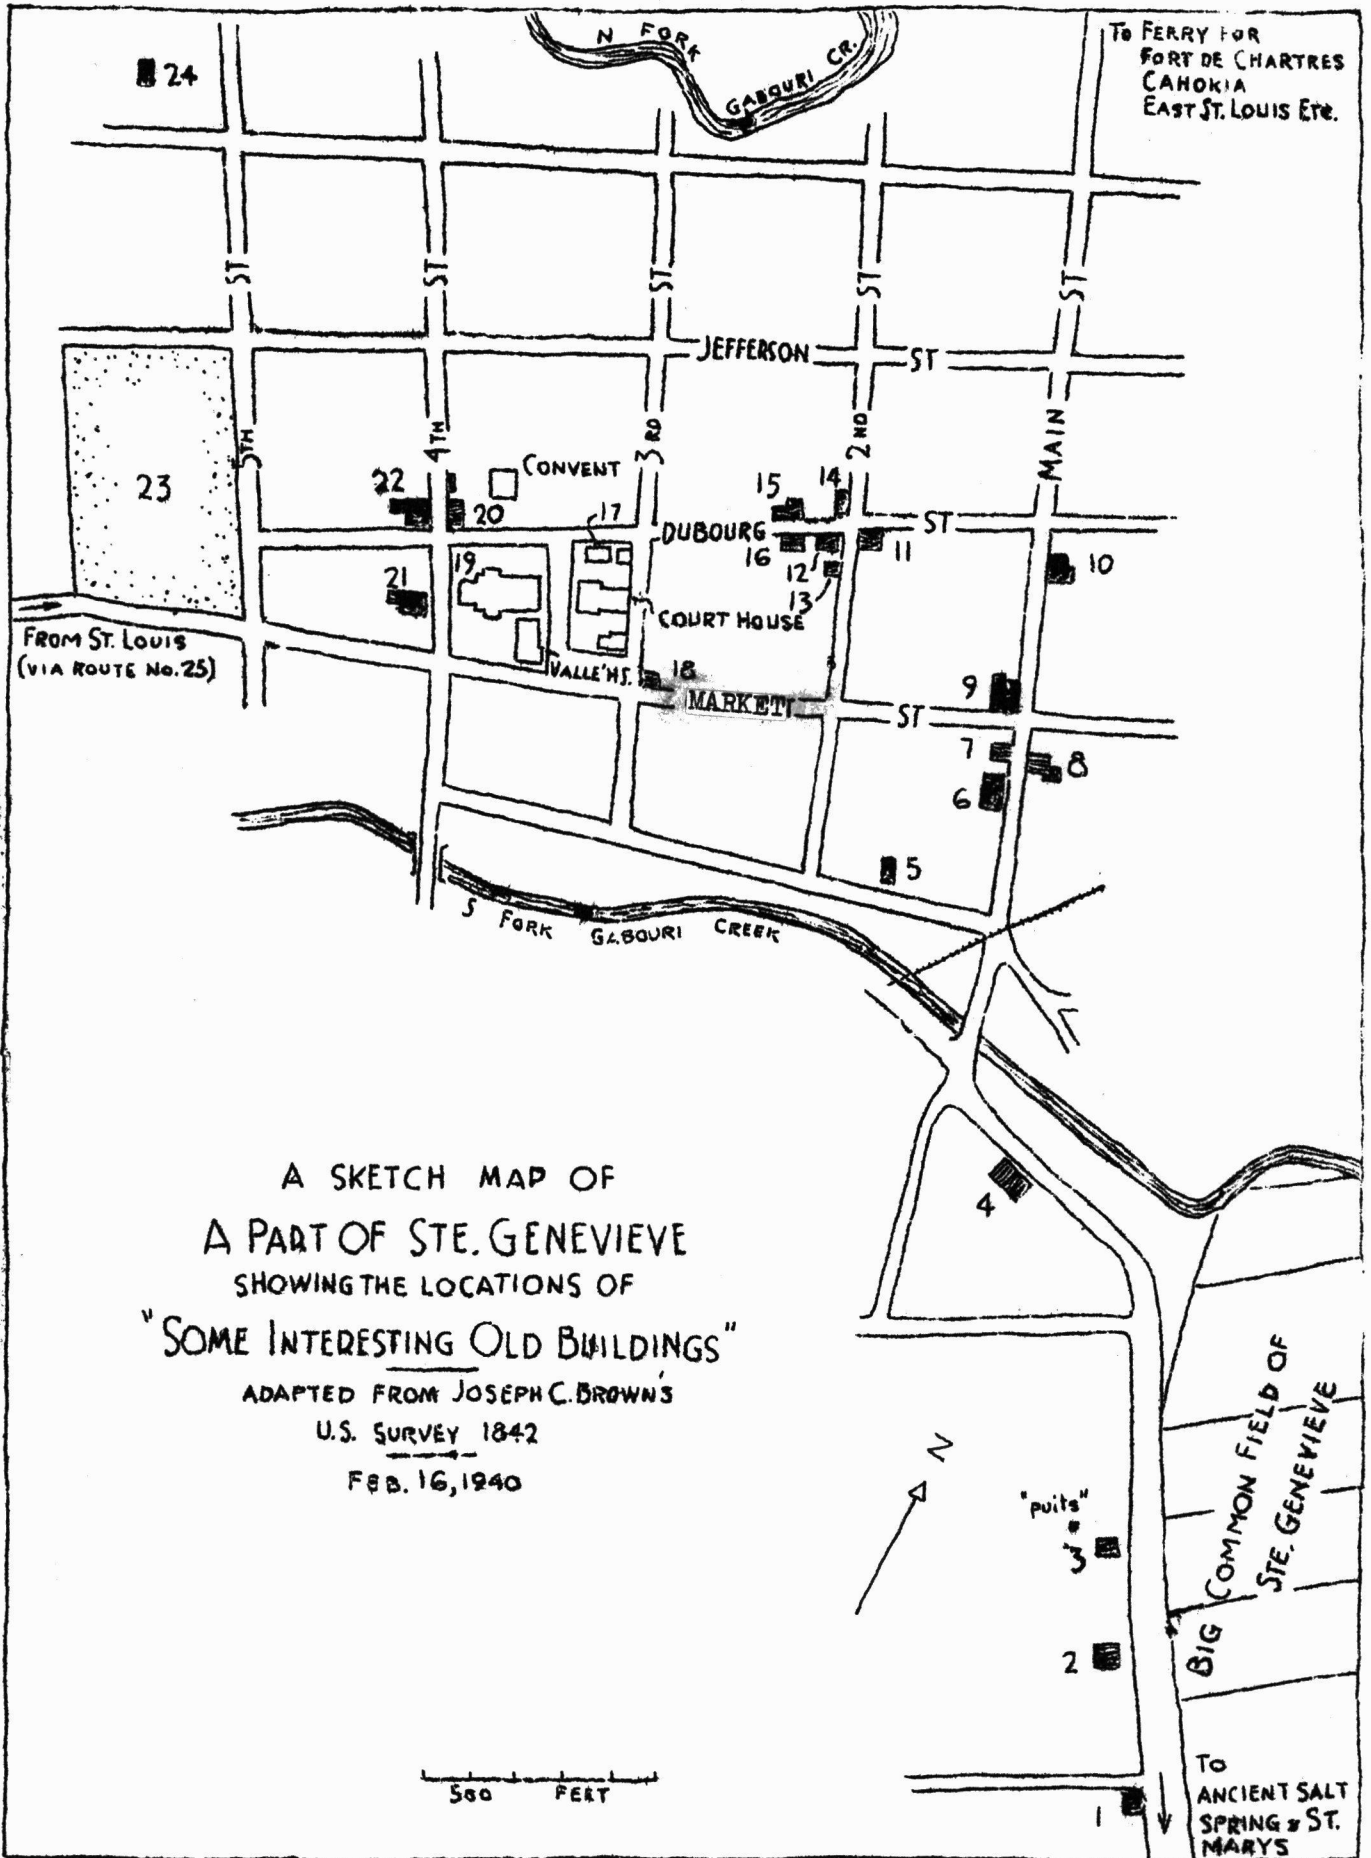 N FORK
GABOURI CR.
TO FERRY FOR
FORT DE CHARTRES
CAHOKIA
EAST ST. LOUIS ETC.
24
ST
ST
ST
ST
ST
JEFFERSON ST
5TH
4TH
3RD
2ND
MAIN
23
22
CONVENT
20
17
15
14
DUBOURG ST
16
12
11
13
10
21
19
COURT HOUSE
FROM ST. LOUIS
(VIA ROUTE NO. 25)
VALLE' HS.
18
MARKET ST
9
7
8
6
5
S FORK GABOURI CREEK
4
A SKETCH MAP OF
A PART OF STE. GENEVIEVE
SHOWING THE LOCATIONS OF
"SOME INTERESTING OLD BUILDINGS"
ADAPTED FROM JOSEPH C. BROWN'S
U.S. SURVEY 1842
FEB. 16, 1940
N
"puits"
3
2
BIG COMMON FIELD OF
STE. GENEVIEVE
500 FEET
1
TO
ANCIENT SALT
SPRING & ST.
MARYS